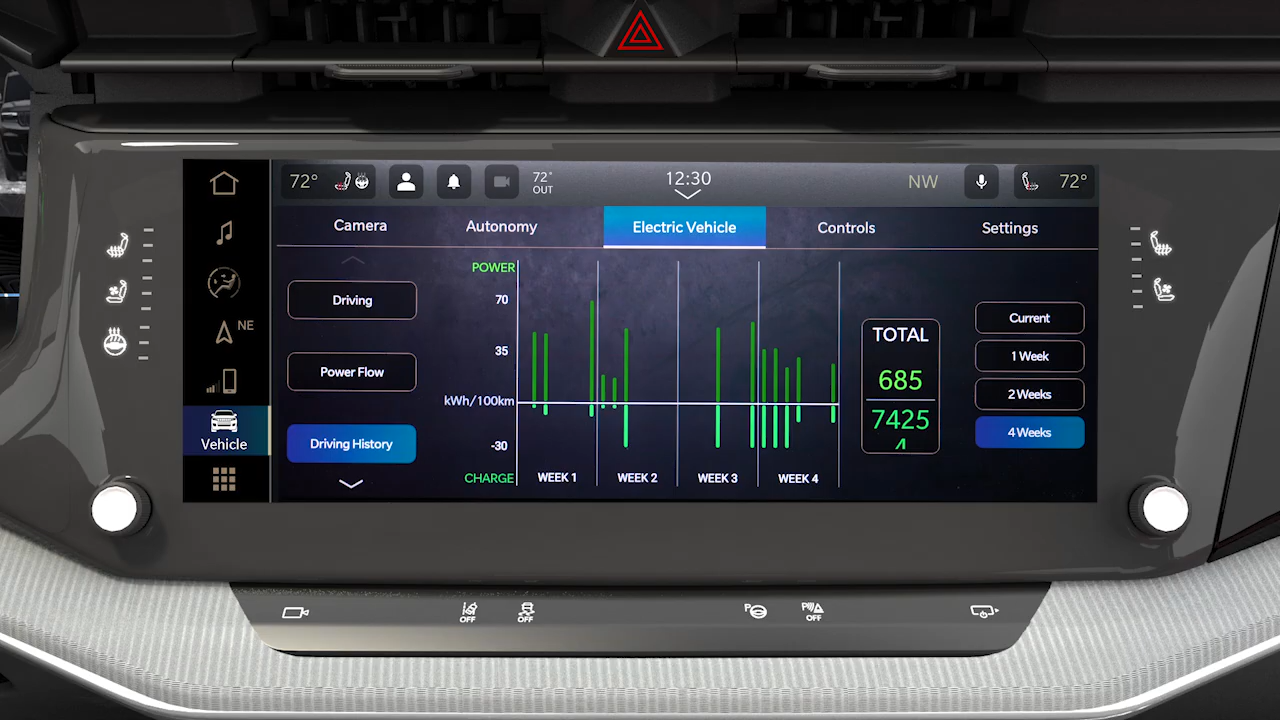 72°
72°
OUT
12:30
NW
72°
Camera
Autonomy
Electric Vehicle
Controls
Settings
NE
Vehicle
Driving
Power Flow
Driving History
POWER
70
35
kWh/100km
-30
CHARGE
WEEK 1
WEEK 2
WEEK 3
WEEK 4
TOTAL
685
7425
4
Current
1 Week
2 Weeks
4 Weeks
OFF
OFF
P
P
OFF